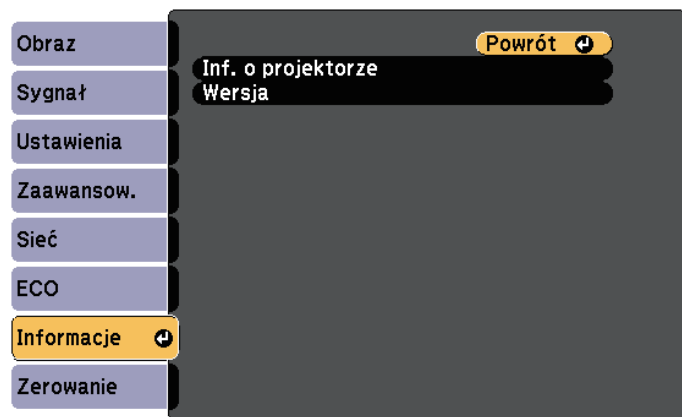 Obraz
Sygnał
Ustawienia
Zaawansow.
Sieć
ECO
Informacje
Zerowanie
Powrót
Inf. o projektorze
Wersja